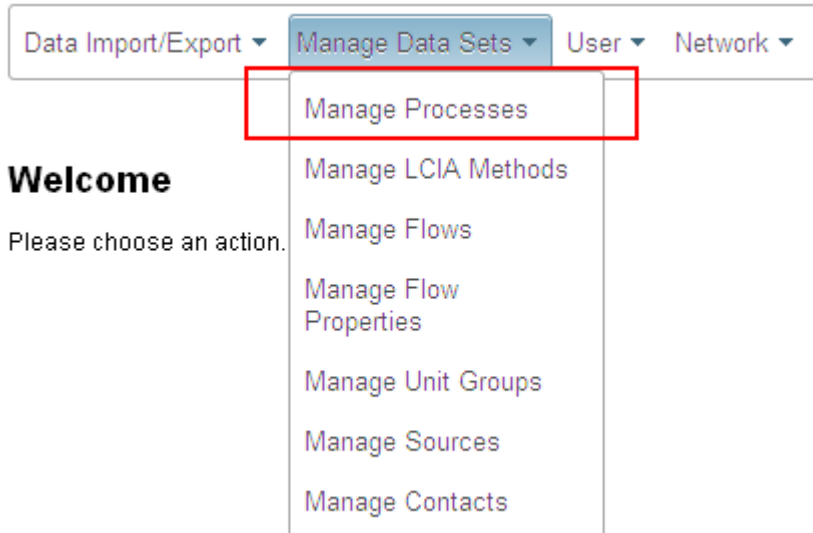 Data Import/Export Manage Data Sets User Network
Manage Processes
Manage LCIA Methods
Welcome
Manage Flows
Please choose an action.
Manage Flow
Properties
Manage Unit Groups
Manage Sources
Manage Contacts